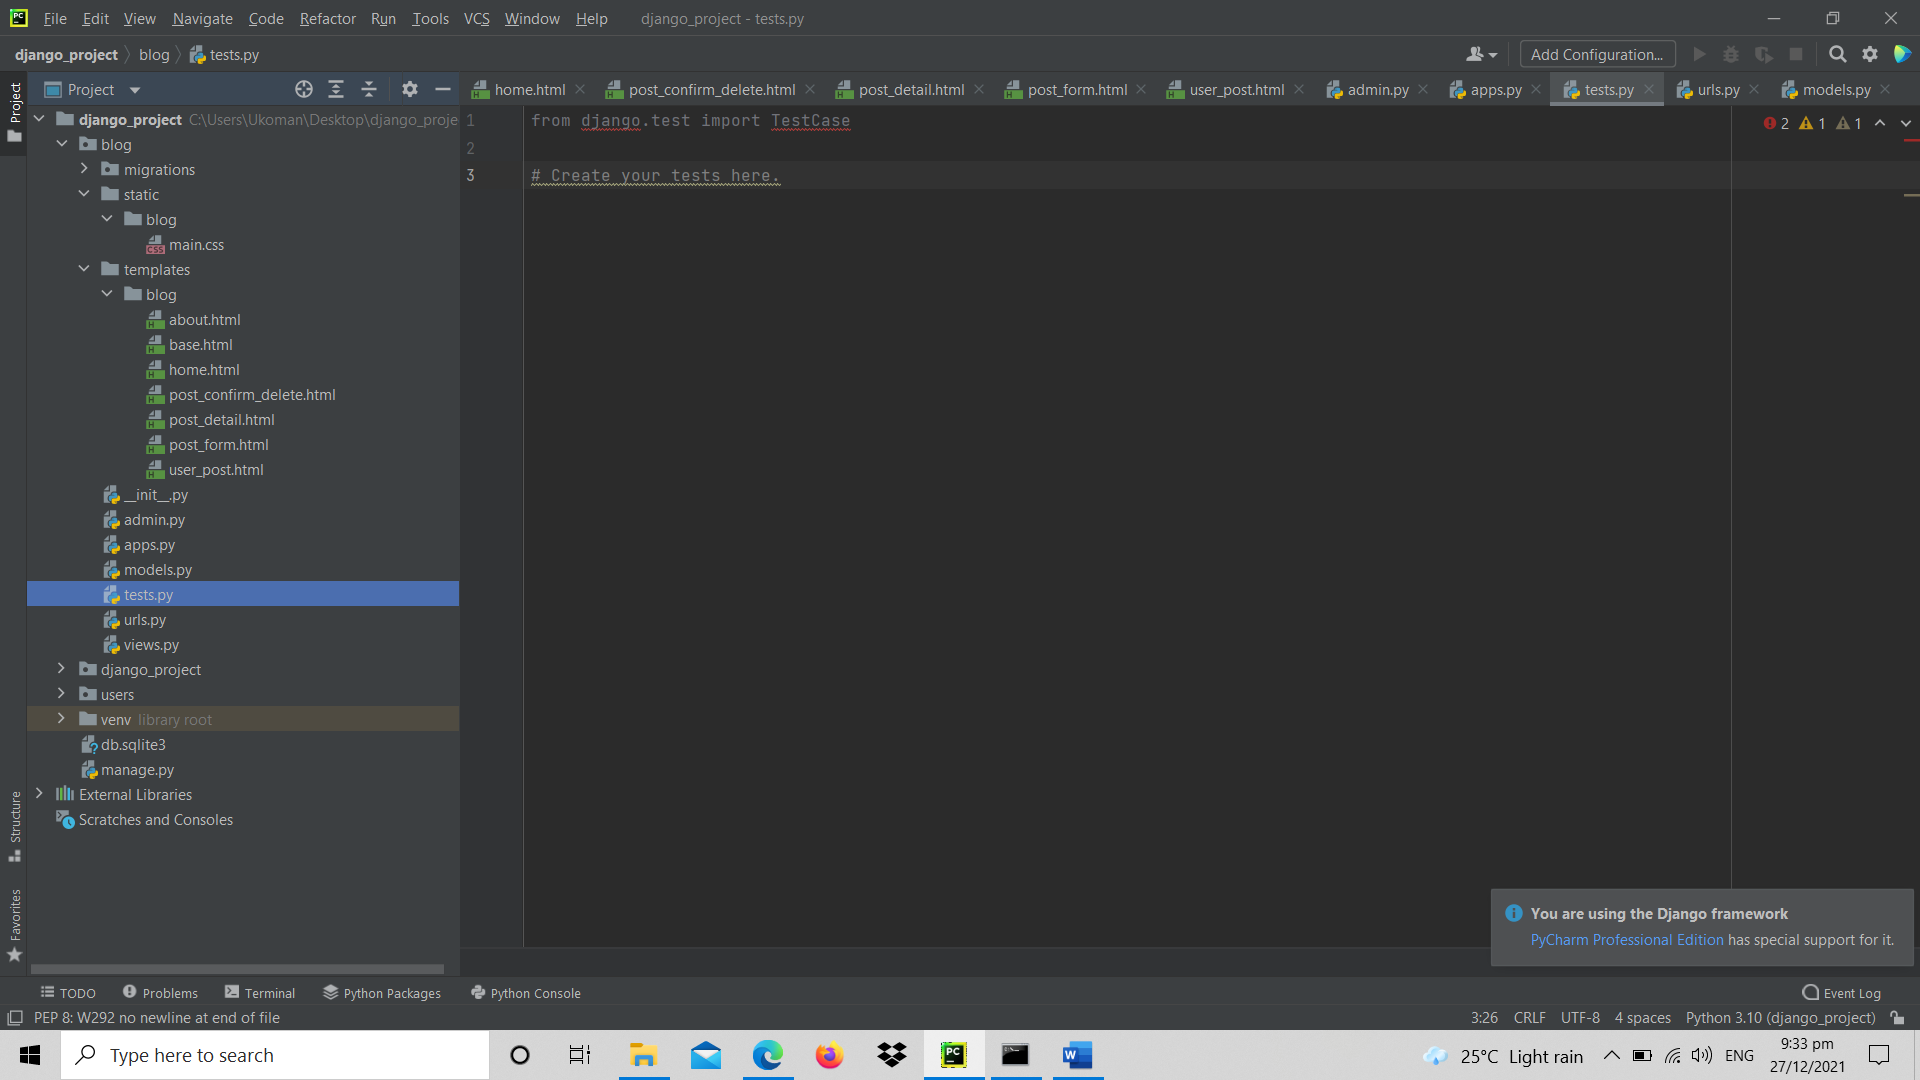 File Edit View Navigate Code Refactor Run Tools VCS Window Help django_project - tests.py
django_project blog tests.py Add Configuration...
Project home.html post_confirm_delete.html post_detail.html post_form.html user_post.html admin.py apps.py tests.py urls.py models.py
Project
django_project C:\Users\Ukoman\Desktop\django_proje
blog
migrations
static
blog
main.css
templates
blog
about.html
base.html
home.html
post_confirm_delete.html
post_detail.html
post_form.html
user_post.html
__init__.py
admin.py
apps.py
models.py
tests.py
urls.py
views.py
django_project
users
venv library root
db.sqlite3
manage.py
External Libraries
Scratches and Consoles
Structure
Favorites
1 from django.test import TestCase
2
3 # Create your tests here.
2 1 1
You are using the Django framework
PyCharm Professional Edition has special support for it.
TODO Problems Terminal Python Packages Python Console Event Log
PEP 8: W292 no newline at end of file 3:26 CRLF UTF-8 4 spaces Python 3.10 (django_project)
Type here to search 25°C Light rain ENG 9:33 pm
27/12/2021